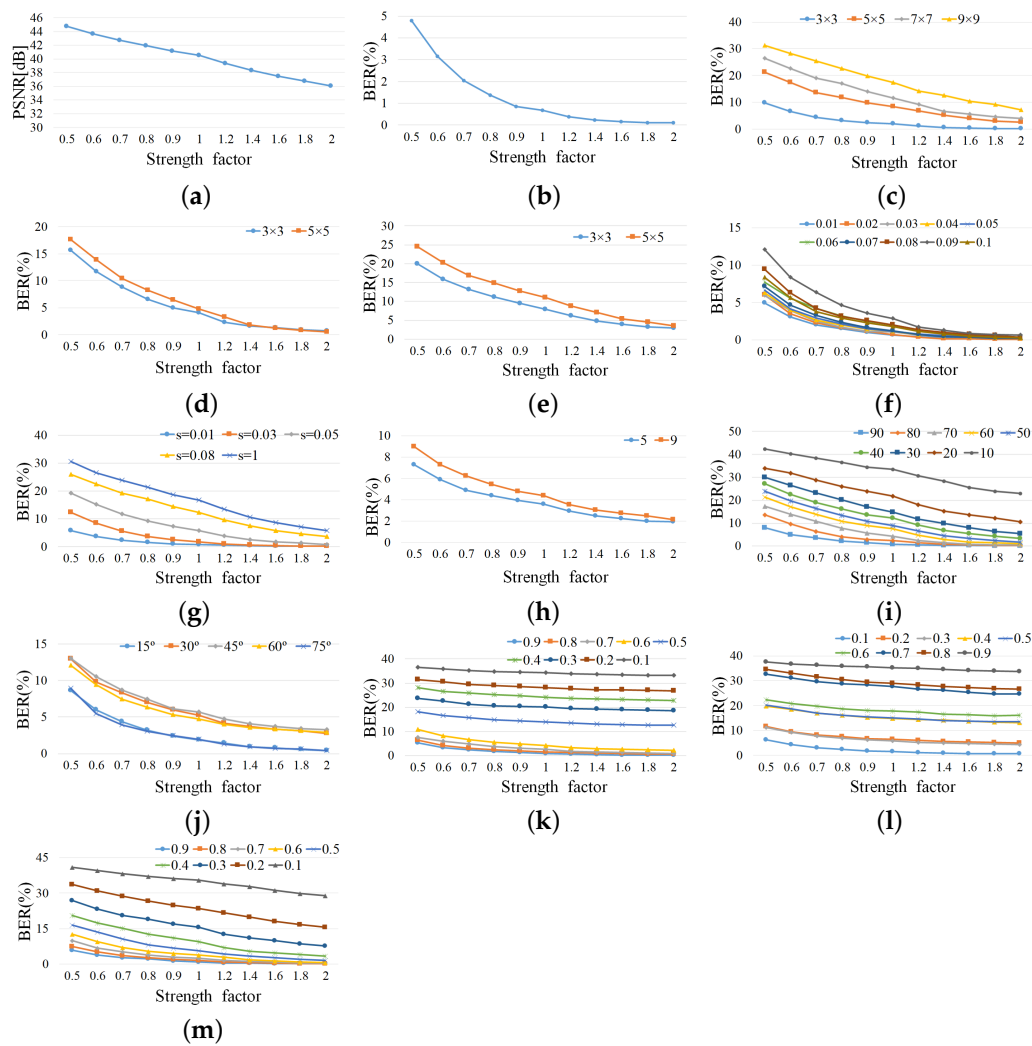 PSNR[dB]
46
44
42
40
38
36
34
32
30
0.5 0.6 0.7 0.8 0.9 1 1.2 1.4 1.6 1.8 2
Strength factor
(a)
BER(%)
5
4
3
2
1
0
0.5 0.6 0.7 0.8 0.9 1 1.2 1.4 1.6 1.8 2
Strength factor
(b)
3×3 5×5 7×7 9×9
BER(%)
40
30
20
10
0
0.5 0.6 0.7 0.8 0.9 1 1.2 1.4 1.6 1.8 2
Strength factor
(c)
3×3 5×5
BER(%)
20
15
10
5
0
0.5 0.6 0.7 0.8 0.9 1 1.2 1.4 1.6 1.8 2
Strength factor
(d)
3×3 5×5
BER(%)
30
25
20
15
10
5
0
0.5 0.6 0.7 0.8 0.9 1 1.2 1.4 1.6 1.8 2
Strength factor
(e)
0.01 0.02 0.03 0.04 0.05
0.06 0.07 0.08 0.09 0.1
BER(%)
15
10
5
0
0.5 0.6 0.7 0.8 0.9 1 1.2 1.4 1.6 1.8 2
Strength factor
(f)
s=0.01 s=0.03 s=0.05
s=0.08 s=1
BER(%)
40
30
20
10
0
0.5 0.6 0.7 0.8 0.9 1 1.2 1.4 1.6 1.8 2
Strength factor
(g)
5 9
BER(%)
10
8
6
4
2
0
0.5 0.6 0.7 0.8 0.9 1 1.2 1.4 1.6 1.8 2
Strength factor
(h)
90 80 70 60 50
40 30 20 10
BER(%)
50
40
30
20
10
0
0.5 0.6 0.7 0.8 0.9 1 1.2 1.4 1.6 1.8 2
Strength factor
(i)
15º 30º 45º 60º 75º
BER(%)
15
10
5
0
0.5 0.6 0.7 0.8 0.9 1 1.2 1.4 1.6 1.8 2
Strength factor
(j)
0.9 0.8 0.7 0.6 0.5
0.4 0.3 0.2 0.1
BER(%)
40
30
20
10
0
0.5 0.6 0.7 0.8 0.9 1 1.2 1.4 1.6 1.8 2
Strength factor
(k)
0.1 0.2 0.3 0.4 0.5
0.6 0.7 0.8 0.9
BER(%)
40
30
20
10
0
0.5 0.6 0.7 0.8 0.9 1 1.2 1.4 1.6 1.8 2
Strength factor
(l)
0.9 0.8 0.7 0.6 0.5
0.4 0.3 0.2 0.1
BER(%)
45
30
15
0
0.5 0.6 0.7 0.8 0.9 1 1.2 1.4 1.6 1.8 2
Strength factor
(m)